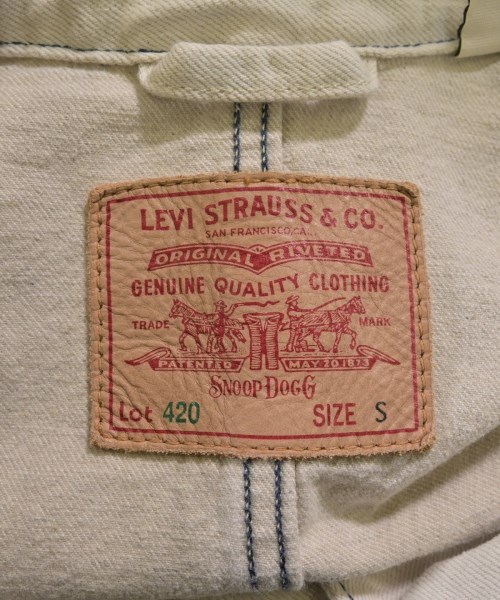 LEVI STRAUSS & CO.
SAN FRANCISCO, CAL.
ORIGINAL RIVETED
GENUINE QUALITY CLOTHING
TRADE MARK
PATENTED MAY 20, 1873
SNOOP DOGG
Lot 420 SIZE S